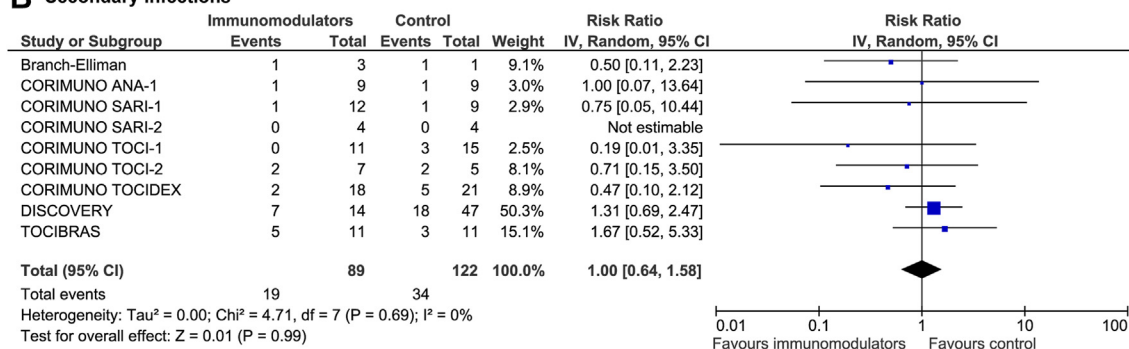 B Secondary infections
Immunomodulators Control Risk Ratio Risk Ratio
Study or Subgroup Events Total Events Total Weight IV, Random, 95% CI IV, Random, 95% CI
Branch-Elliman 1 3 1 1 9.1% 0.50 [0.11, 2.23]
CORIMUNO ANA-1 1 9 1 9 3.0% 1.00 [0.07, 13.64]
CORIMUNO SARI-1 1 12 1 9 2.9% 0.75 [0.05, 10.44]
CORIMUNO SARI-2 0 4 0 4 Not estimable
CORIMUNO TOCI-1 0 11 3 15 2.5% 0.19 [0.01, 3.35]
CORIMUNO TOCI-2 2 7 2 5 8.1% 0.71 [0.15, 3.50]
CORIMUNO TOCIDEX 2 18 5 21 8.9% 0.47 [0.10, 2.12]
DISCOVERY 7 14 18 47 50.3% 1.31 [0.69, 2.47]
TOCIBRAS 5 11 3 11 15.1% 1.67 [0.52, 5.33]
Total (95% CI) 89 122 100.0% 1.00 [0.64, 1.58]
Total events 19 34
Heterogeneity: Tau² = 0.00; Chi² = 4.71, df = 7 (P = 0.69); I² = 0%
Test for overall effect: Z = 0.01 (P = 0.99)
0.01 0.1 1 10 100
Favours immunomodulators Favours control